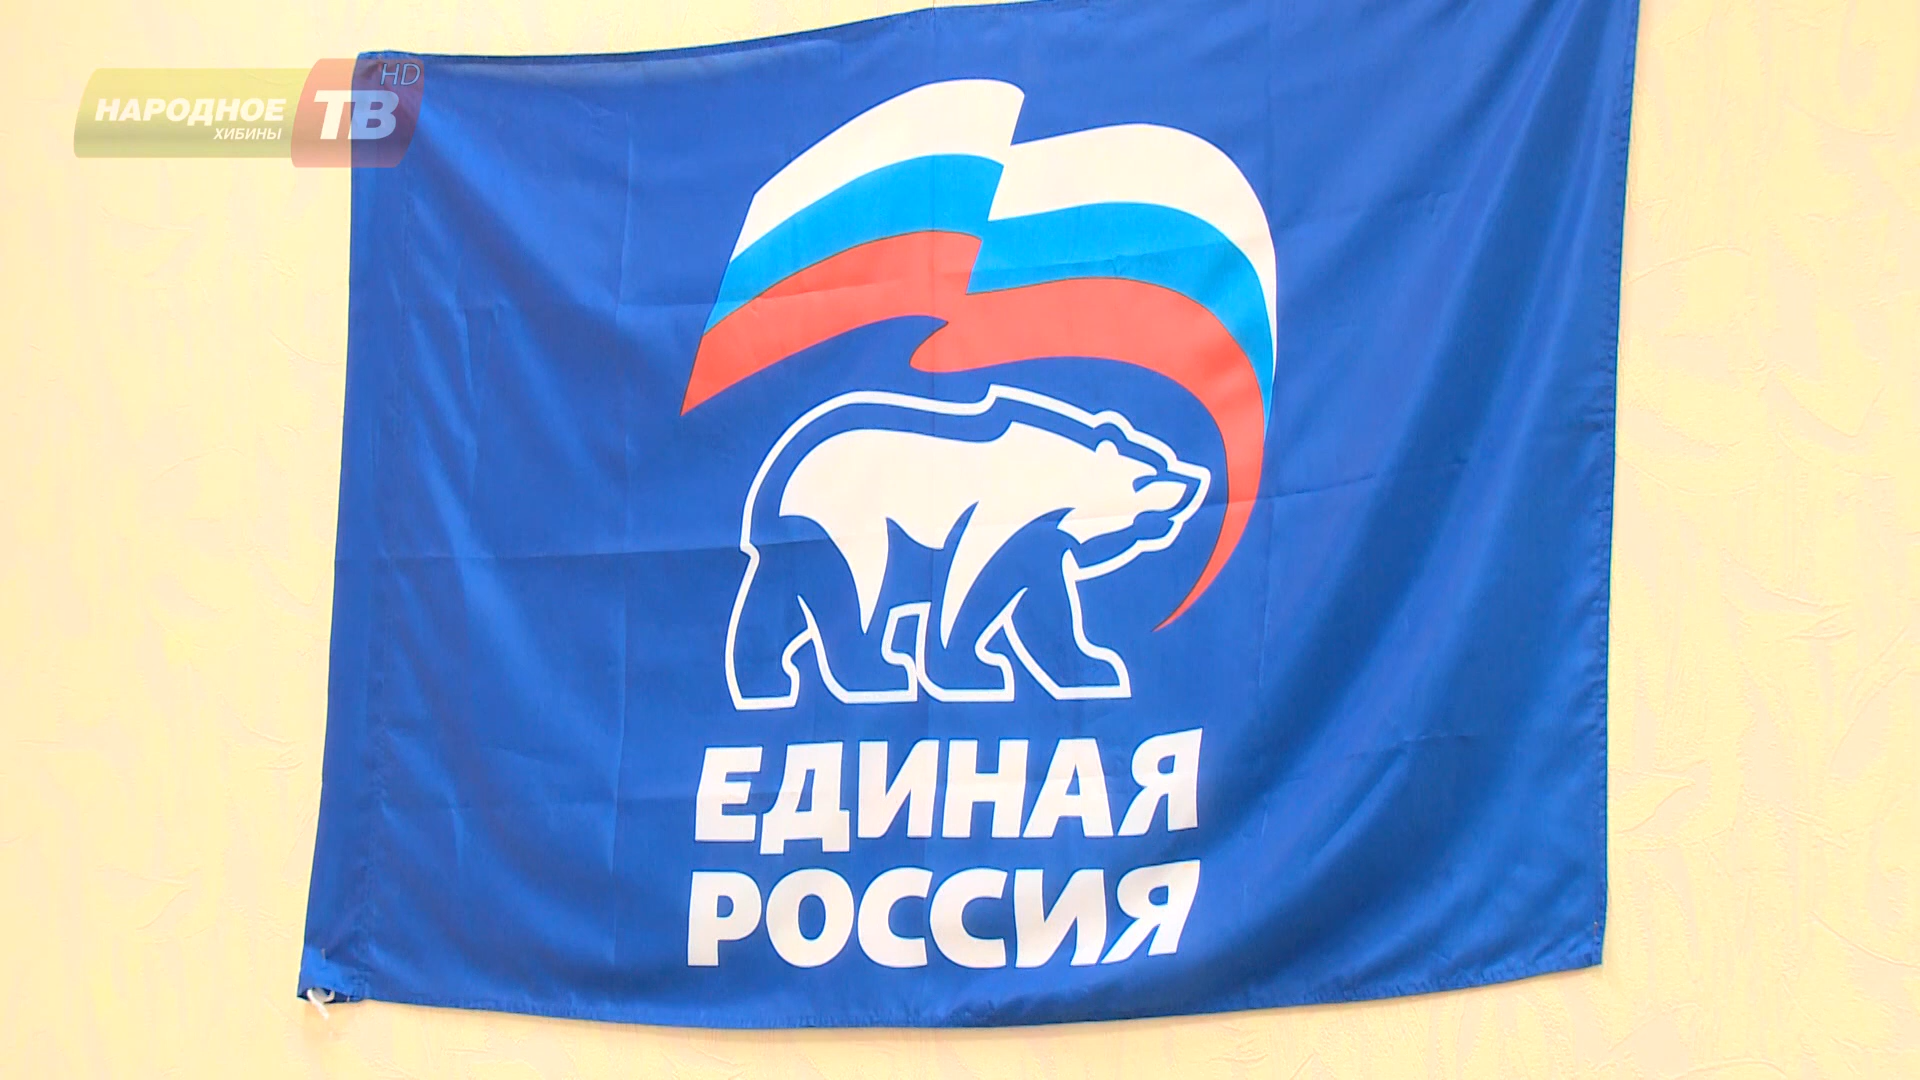 НАРОДНОЕ
ХИБИНЫ
ТВ
HD
ЕДИНАЯ
РОССИЯ